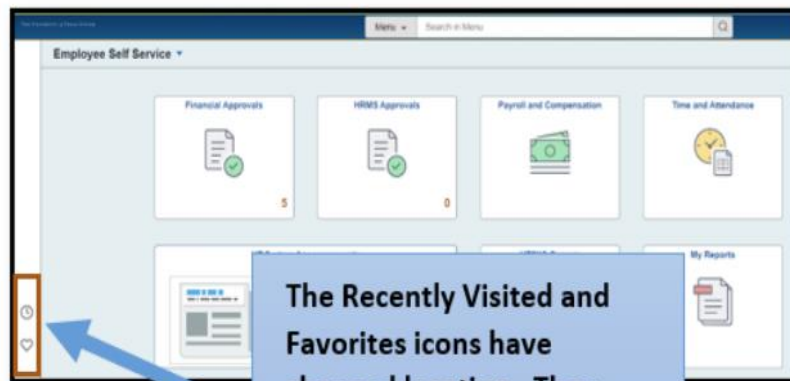 Menu Search in Menu
Employee Self Service
Financial Approvals HRMS Approvals Payroll and Compensation Time and Attendance
5 0
My Reports
The Recently Visited and
Favorites icons have